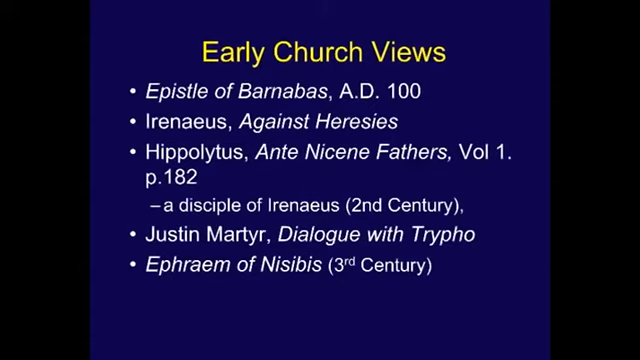 Early Church Views
• Epistle of Barnabas, A.D. 100
• Irenaeus, Against Heresies
• Hippolytus, Ante Nicene Fathers, Vol 1.
p.182
–a disciple of Irenaeus (2nd Century),
• Justin Martyr, Dialogue with Trypho
• Ephraem of Nisibis (3rd Century)